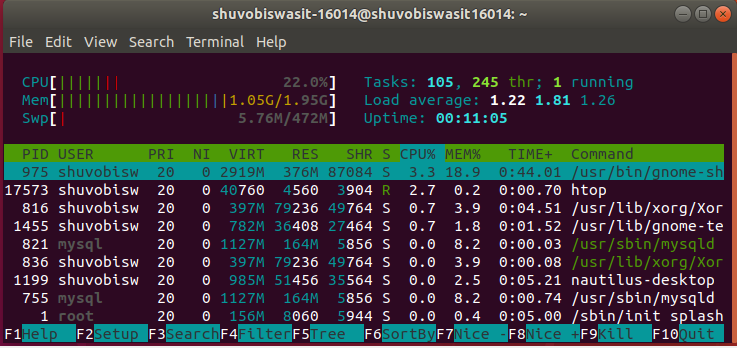 shuvobiswasit-16014@shuvobiswasit16014: ~
File Edit View Search Terminal Help
CPU[||||||| 22.0%] Tasks: 105, 245 thr; 1 running
Mem[|||||||||||||||||||1.05G/1.95G] Load average: 1.22 1.81 1.26
Swp[| 5.76M/472M] Uptime: 00:11:05
PID USER PRI NI VIRT RES SHR S CPU% MEM% TIME+ Command
975 shuvobisw 20 0 2919M 376M 87084 S 3.3 18.9 0:44.01 /usr/bin/gnome-sh
17573 shuvobisw 20 0 40760 4560 3904 R 2.7 0.2 0:00.70 htop
816 shuvobisw 20 0 397M 79236 49764 S 0.7 3.9 0:04.51 /usr/lib/xorg/Xor
1455 shuvobisw 20 0 782M 36408 27464 S 0.7 1.8 0:01.52 /usr/lib/gnome-te
821 mysql 20 0 1127M 164M 5856 S 0.0 8.2 0:00.03 /usr/sbin/mysqld
836 shuvobisw 20 0 397M 79236 49764 S 0.0 3.9 0:00.08 /usr/lib/xorg/Xor
1199 shuvobisw 20 0 985M 51456 35564 S 0.0 2.5 0:05.21 nautilus-desktop
755 mysql 20 0 1127M 164M 5856 S 0.0 8.2 0:00.74 /usr/sbin/mysqld
1 root 20 0 156M 8060 5944 S 0.0 0.4 0:05.00 /sbin/init splash
F1Help F2Setup F3SearchF4FilterF5Tree F6SortByF7Nice -F8Nice +F9Kill F10Quit